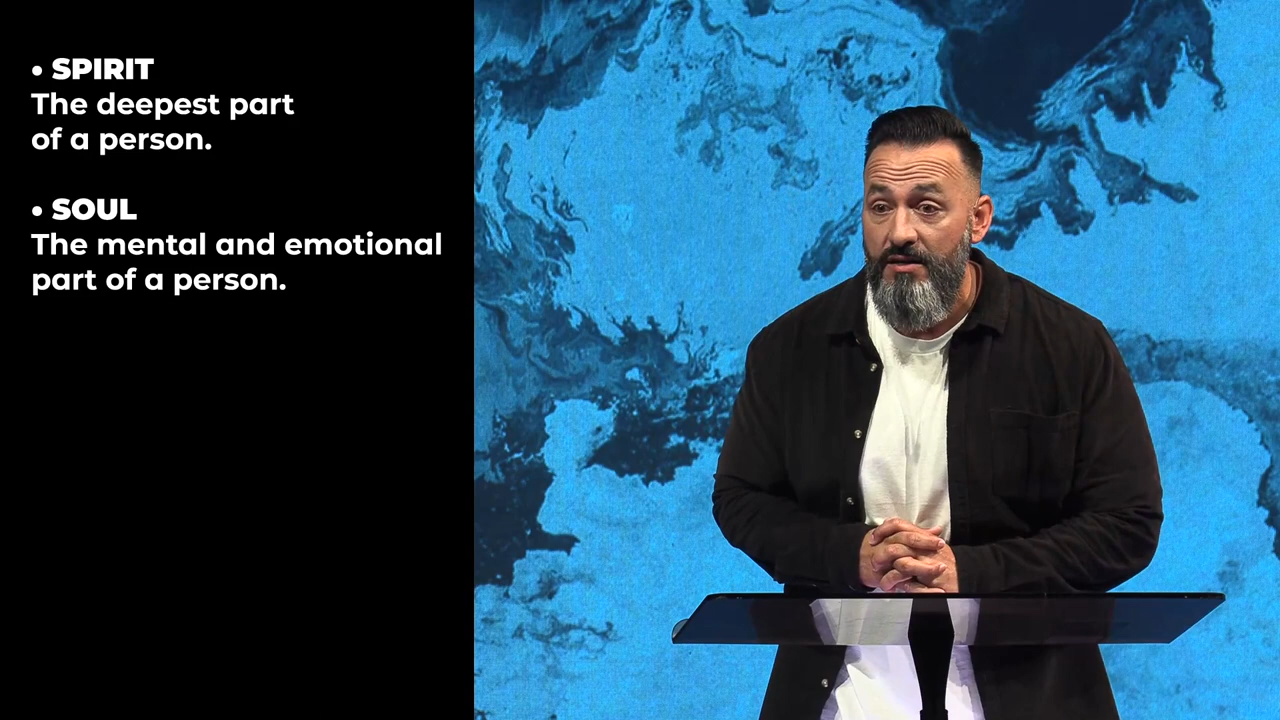 • SPIRIT
The deepest part
of a person.
• SOUL
The mental and emotional
part of a person.